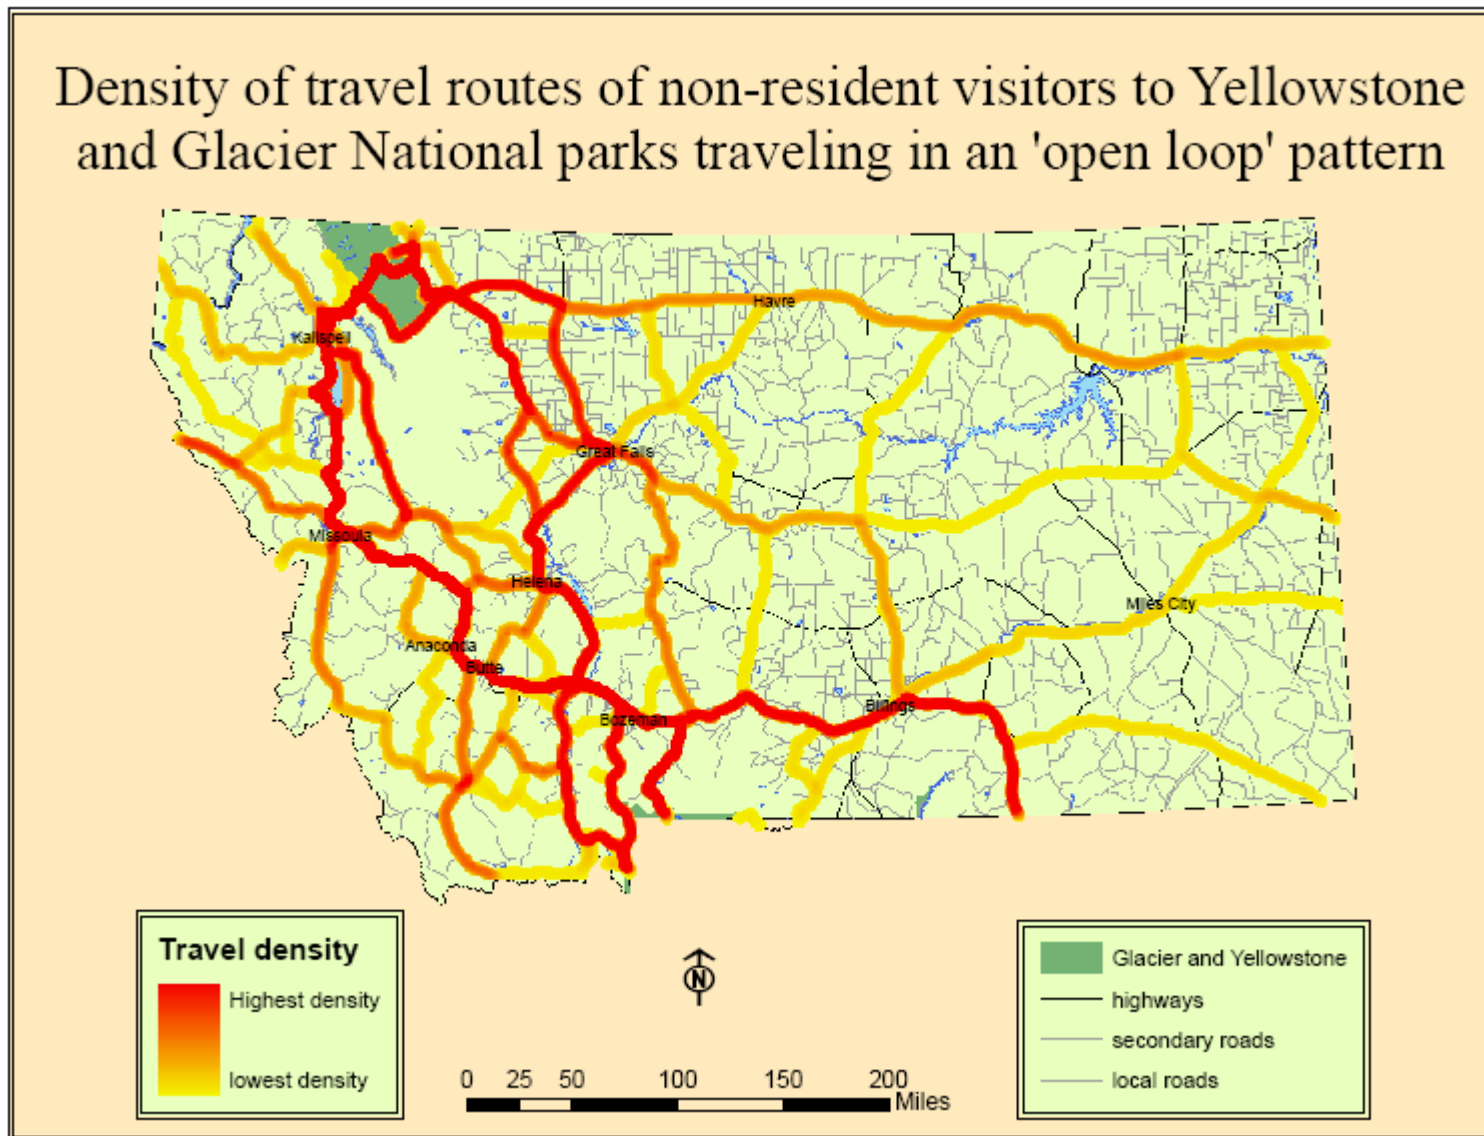 Density of travel routes of non-resident visitors to Yellowstone
and Glacier National parks traveling in an 'open loop' pattern
Havre
Kalispell
Great Falls
Missoula
Helena
Miles City
Anaconda
Butte
Billings
Bozeman
Travel density
Highest density
lowest density
N
0 25 50 100 150 200
Miles
Glacier and Yellowstone
highways
secondary roads
local roads